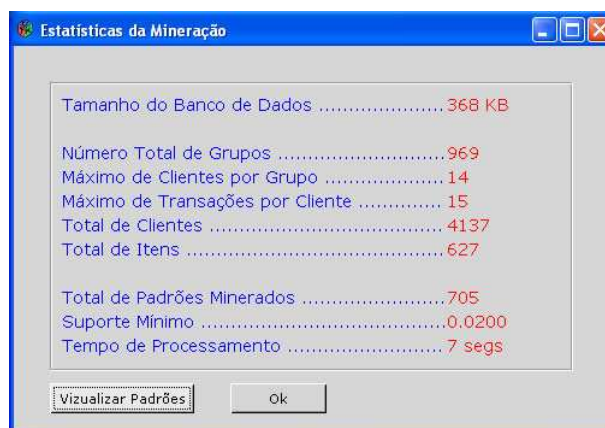 Estatísticas da Mineração
Tamanho do Banco de Dados ..................... 368 KB
Número Total de Grupos ............................ 969
Máximo de Clientes por Grupo ..................... 14
Máximo de Transações por Cliente .............. 15
Total de Clientes ....................................... 4137
Total de Itens ........................................... 627
Total de Padrões Minerados ....................... 705
Suporte Mínimo ......................................... 0.0200
Tempo de Processamento .......................... 7 segs
Vizualizar Padrões Ok